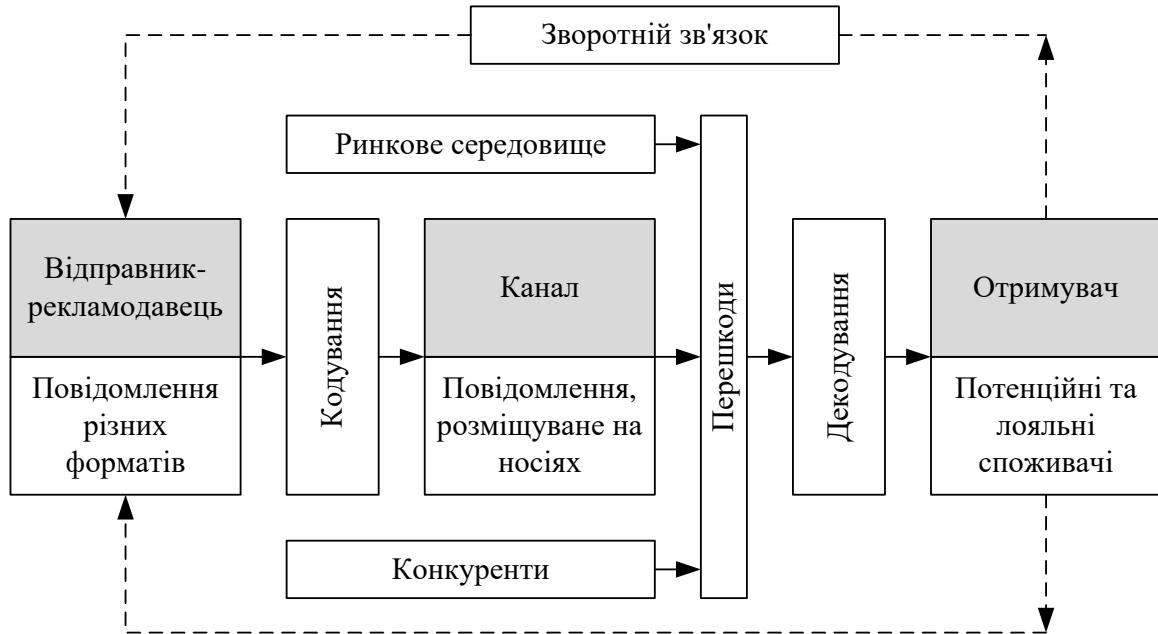 Зворотній зв'язок
Ринкове середовище
Відправник-
рекламодавець
Повідомлення
різних
форматів
Кодування
Канал
Повідомлення,
розміщуване на
носіях
Перешкоди
Декодування
Отримувач
Потенційні та
лояльні
споживачі
Конкуренти